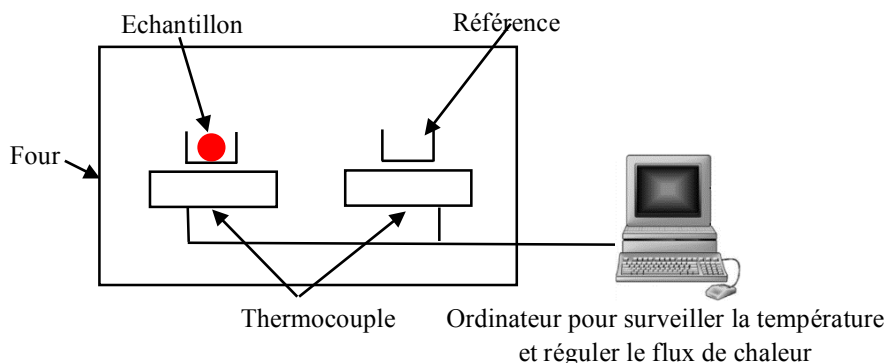 Echantillon
Référence
Four
Thermocouple
Ordinateur pour surveiller la température
et réguler le flux de chaleur